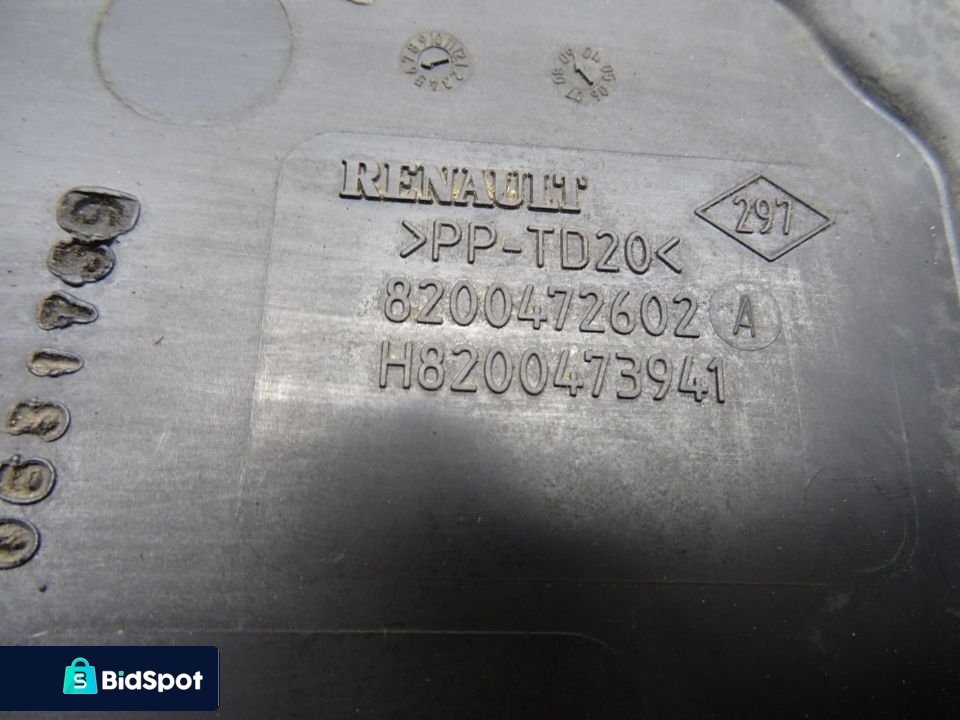 RENAULT
297
>PP-TD20<
8200472602 A
H8200473941
BidSpot